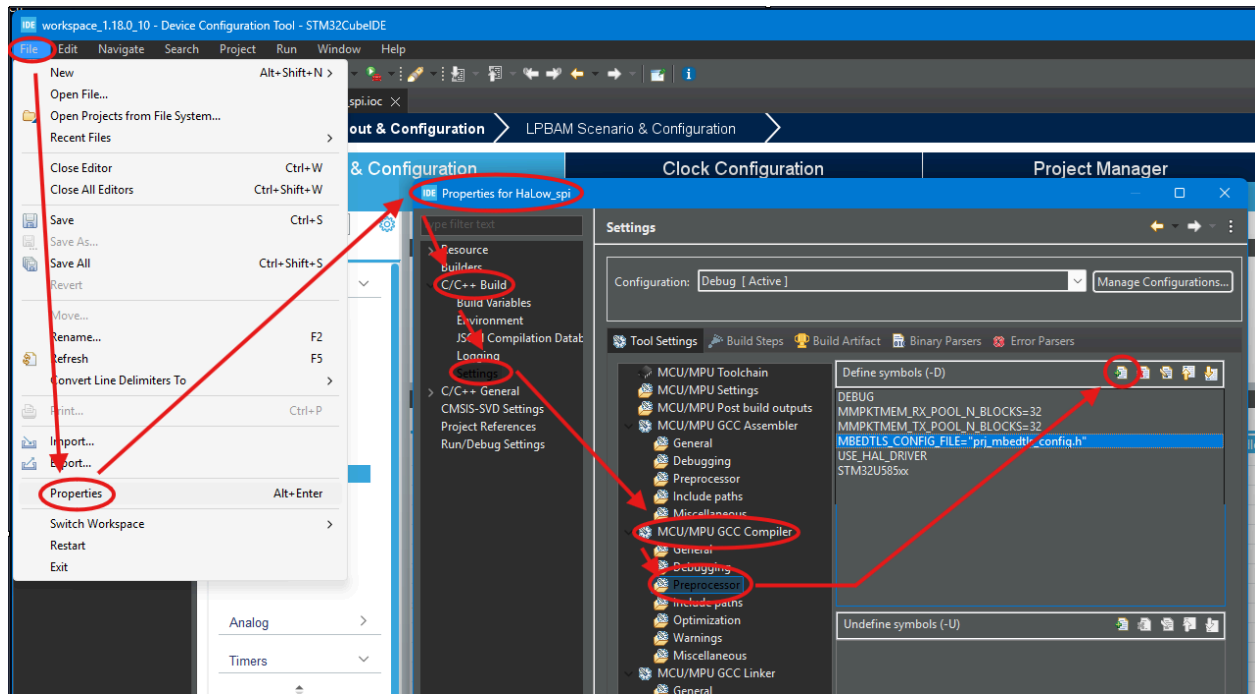 IDE workspace_1.18.0_10 - Device Configuration Tool - STM32CubeIDE
File Edit Navigate Search Project Run Window Help
New Alt+Shift+N >
Open File...
Open Projects from File System...
Recent Files >
Close Editor Ctrl+W
Close All Editors Ctrl+Shift+W
Save Ctrl+S
Save As...
Save All Ctrl+Shift+S
Revert
Move...
Rename... F2
Refresh F5
Convert Line Delimiters To >
Print... Ctrl+P
Import...
Export...
Properties Alt+Enter
Switch Workspace >
Restart
Exit
_spi.ioc
out & Configuration LPBAM Scenario & Configuration
& Configuration Clock Configuration Project Manager
Analog
Timers
IDE Properties for HaLow_spi
type filter text
Resource
Builders
C/C++ Build
Build Variables
Environment
JSON Compilation Datab
Logging
Settings
C/C++ General
CMSIS-SVD Settings
Project References
Run/Debug Settings
Settings
Configuration: Debug [ Active ] Manage Configurations...
Tool Settings Build Steps Build Artifact Binary Parsers Error Parsers
MCU/MPU Toolchain
MCU/MPU Settings
MCU/MPU Post build outputs
MCU/MPU GCC Assembler
General
Debugging
Preprocessor
Include paths
Miscellaneous
MCU/MPU GCC Compiler
General
Debugging
Preprocessor
Include paths
Optimization
Warnings
Miscellaneous
MCU/MPU GCC Linker
General
Define symbols (-D)
DEBUG
MMPKTMEM_RX_POOL_N_BLOCKS=32
MMPKTMEM_TX_POOL_N_BLOCKS=32
MBEDTLS_CONFIG_FILE="prj_mbedtls_config.h"
USE_HAL_DRIVER
STM32U585xx
Undefine symbols (-U)